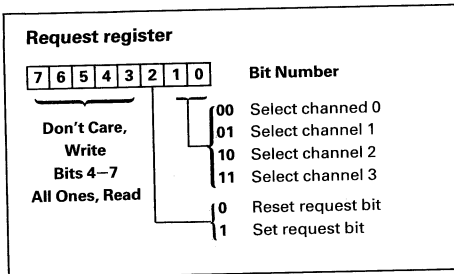 Request register
7 6 5 4 3 2 1 0 Bit Number
Don't Care,
Write
Bits 4–7
All Ones, Read
00 Select channed 0
01 Select channel 1
10 Select channel 2
11 Select channel 3
0 Reset request bit
1 Set request bit